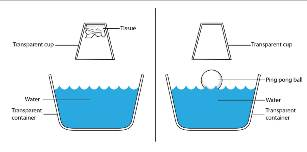 Tissue
Transparent cup
Water
Transparent
container
Transparent cup
Ping pong ball
Water
Transparent
container